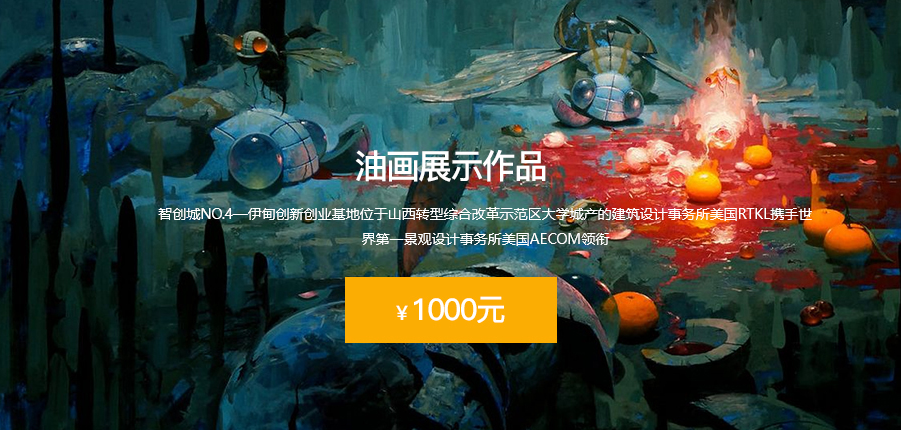 油画展示作品
智创城NO.4—伊甸创新创业基地位于山西转型综合改革示范区大学城产的建筑设计事务所美国RTKL携手世
界第一景观设计事务所美国AECOM领衔
￥1000元